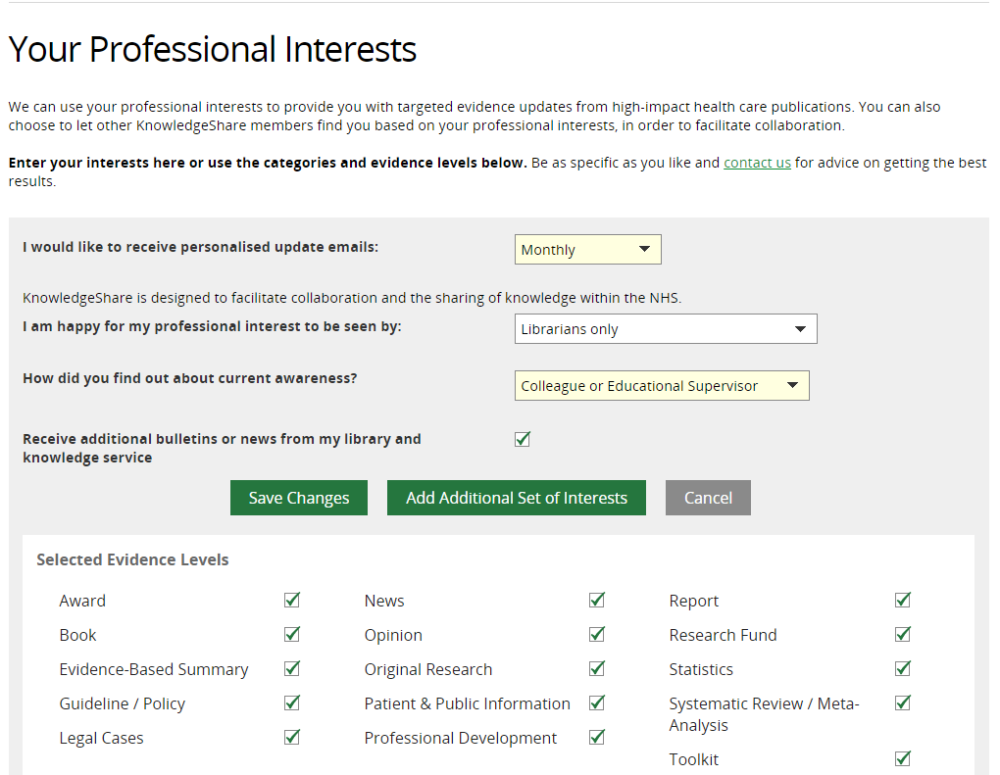 Your Professional Interests
We can use your professional interests to provide you with targeted evidence updates from high-impact health care publications. You can also
choose to let other KnowledgeShare members find you based on your professional interests, in order to facilitate collaboration.
Enter your interests here or use the categories and evidence levels below. Be as specific as you like and contact us for advice on getting the best
results.
I would like to receive personalised update emails:
Monthly
KnowledgeShare is designed to facilitate collaboration and the sharing of knowledge within the NHS.
I am happy for my professional interest to be seen by:
Librarians only
How did you find out about current awareness?
Colleague or Educational Supervisor
Receive additional bulletins or news from my library and
knowledge service
Save Changes
Add Additional Set of Interests
Cancel
Selected Evidence Levels
Award
News
Report
Book
Opinion
Research Fund
Evidence-Based Summary
Original Research
Statistics
Guideline / Policy
Patient & Public Information
Systematic Review / Meta-
Analysis
Legal Cases
Professional Development
Toolkit